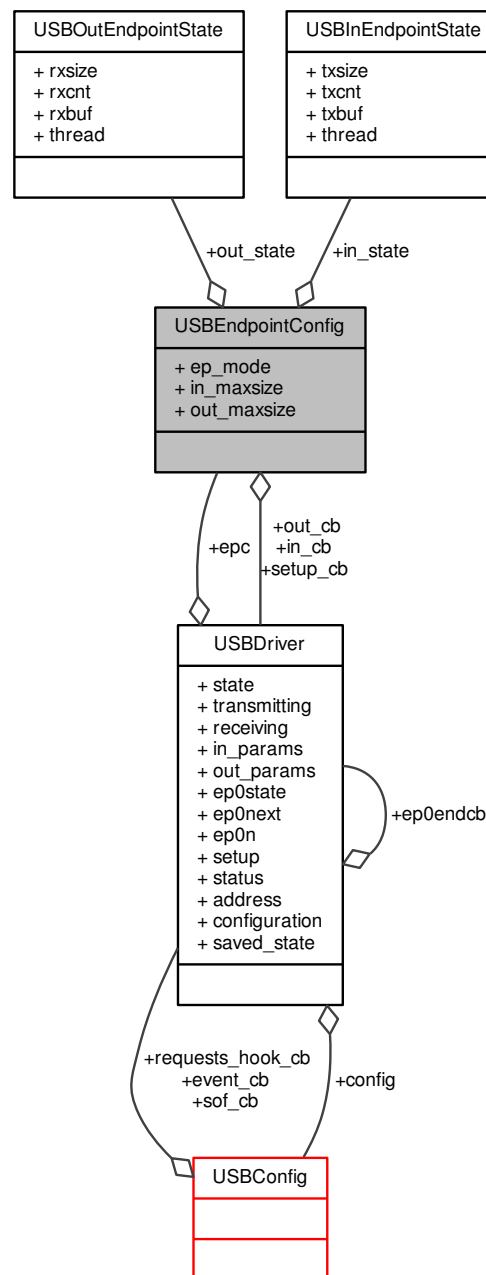 USBOutEndpointState
+ rxsize
+ rxcnt
+ rxbuf
+ thread
USBInEndpointState
+ txsize
+ txcnt
+ txbuf
+ thread
+out_state
+in_state
USBEndpointConfig
+ ep_mode
+ in_maxsize
+ out_maxsize
+epc
+out_cb
+in_cb
+setup_cb
USBDriver
+ state
+ transmitting
+ receiving
+ in_params
+ out_params
+ ep0state
+ ep0next
+ ep0n
+ setup
+ status
+ address
+ configuration
+ saved_state
+ep0endcb
+requests_hook_cb
+event_cb
+sof_cb
+config
USBConfig